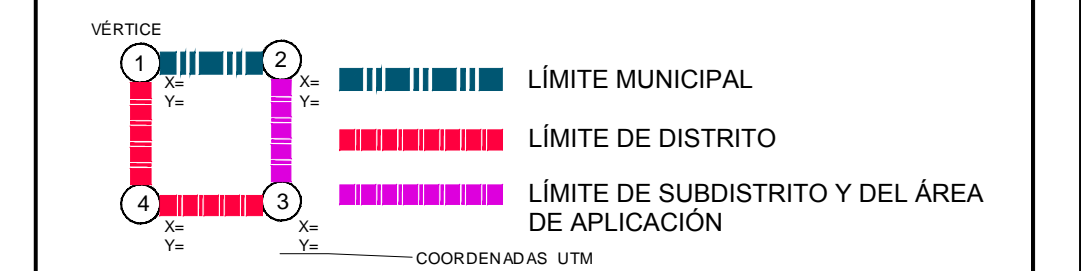 VÉRTICE
1
2
X=
Y=
X=
Y=
LÍMITE MUNICIPAL
LÍMITE DE DISTRITO
4
3
X=
Y=
X=
Y=
LÍMITE DE SUBDISTRITO Y DEL ÁREA
DE APLICACIÓN
COORDENADAS UTM